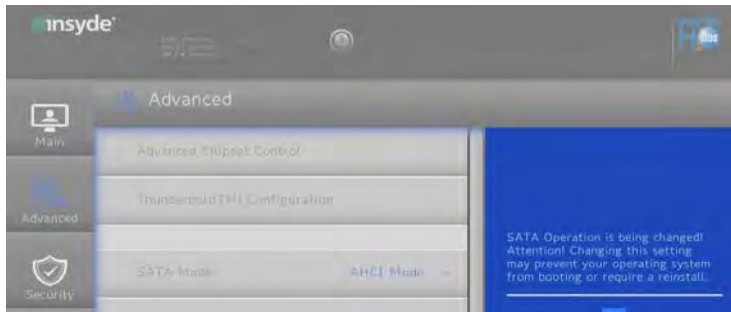 insyde
Advanced
Main
Advanced Chipset Control
Thunderbolt(TM) Configuration
Advanced
SATA Mode
AHCI Mode
Security
SATA Operation is being changed!
Attention! Changing this setting
may prevent your operating system
from booting or require a reinstall.